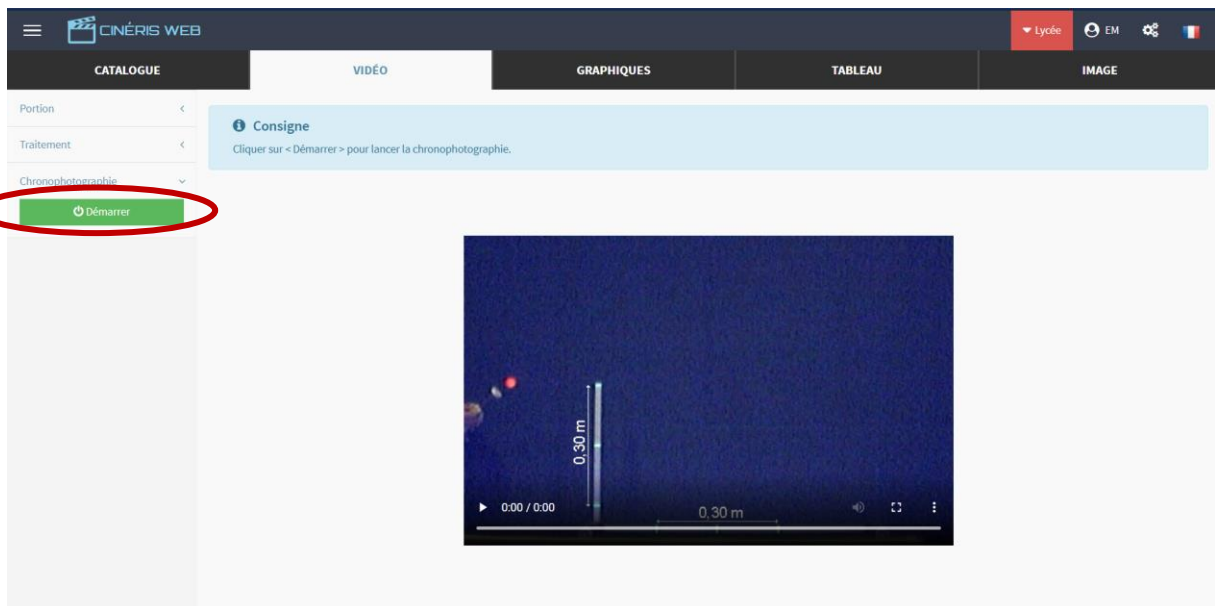 CINÉRIS WEB
Lycée
EM
CATALOGUE
VIDÉO
GRAPHIQUES
TABLEAU
IMAGE
Portion
Traitement
Chronophotographie
Démarrer
Consigne
Cliquer sur < Démarrer > pour lancer la chronophotographie.
0,30 m
0:00 / 0:00
0,30 m